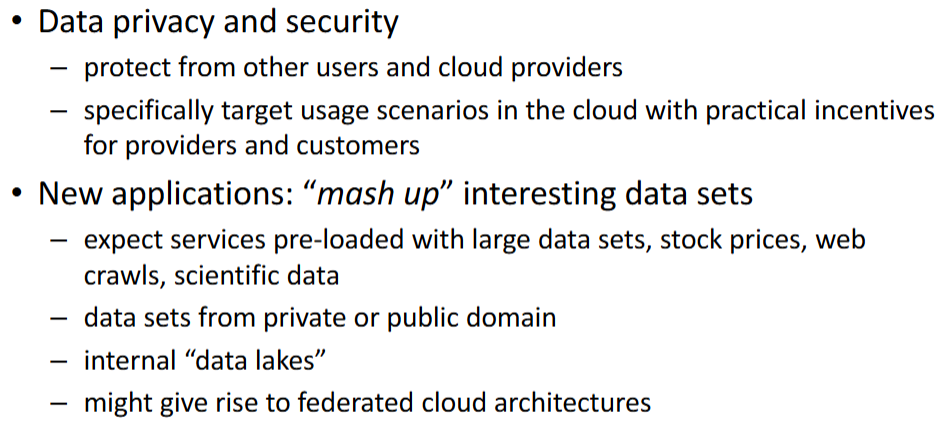 • Data privacy and security
– protect from other users and cloud providers
– specifically target usage scenarios in the cloud with practical incentives
for providers and customers
• New applications: “mash up” interesting data sets
– expect services pre-loaded with large data sets, stock prices, web
crawls, scientific data
– data sets from private or public domain
– internal “data lakes”
– might give rise to federated cloud architectures